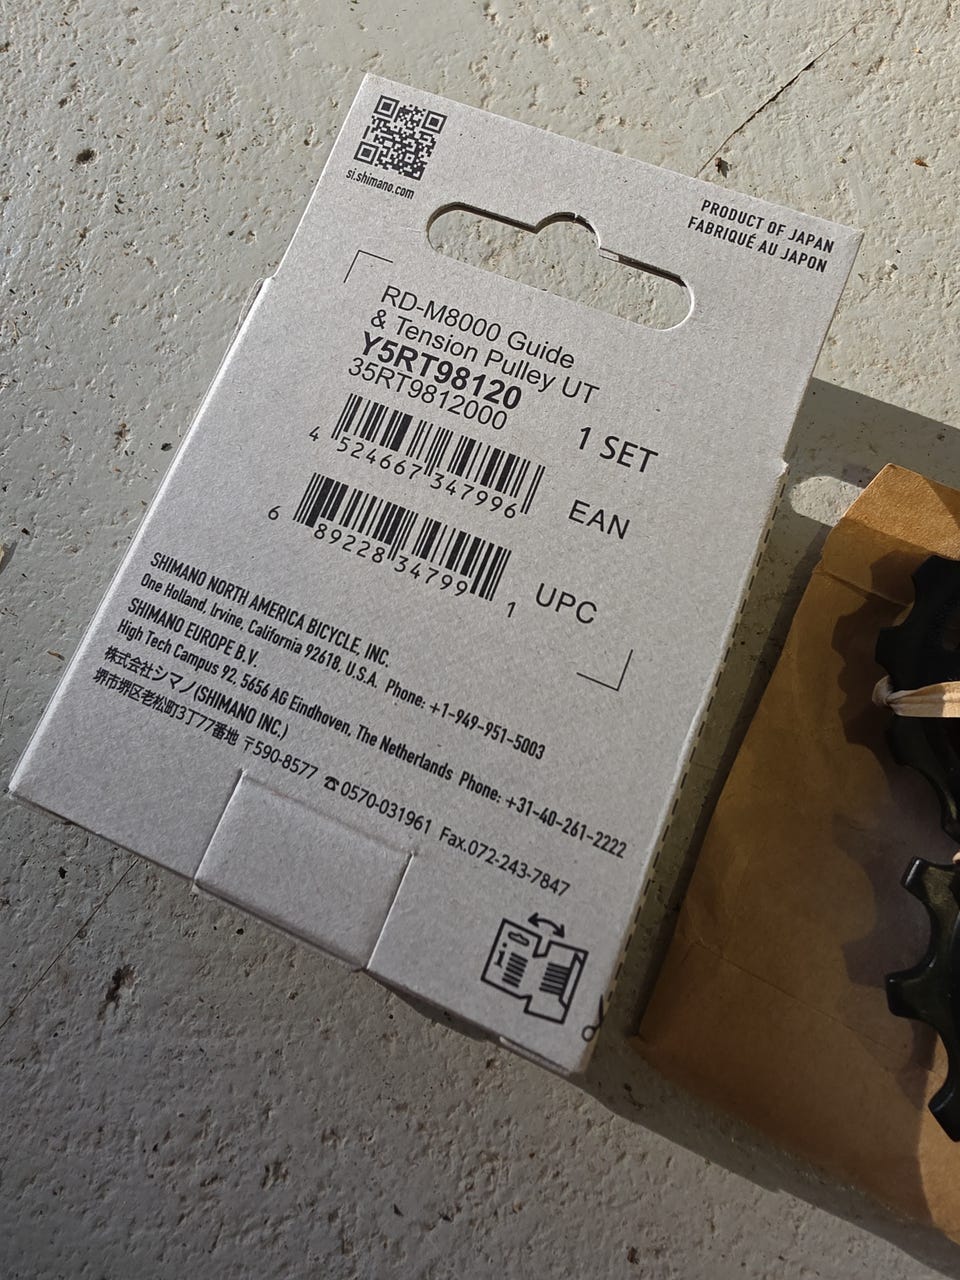 si.shimano.com
PRODUCT OF JAPAN
FABRIQUÉ AU JAPON
RD-M8000 Guide
& Tension Pulley UT
Y5RT98120
35RT9812000
1 SET
4 524667 347996
EAN
6 89228 34799 1
UPC
SHIMANO NORTH AMERICA BICYCLE, INC.
One Holland, Irvine, California 92618, U.S.A. Phone: +1-949-951-5003
SHIMANO EUROPE B.V.
High Tech Campus 92, 5656 AG Eindhoven, The Netherlands Phone: +31-40-261-2222
株式会社シマノ(SHIMANO INC.)
堺市堺区老松町3丁77番地 〒590-8577 ☎0570-031961 Fax.072-243-7847